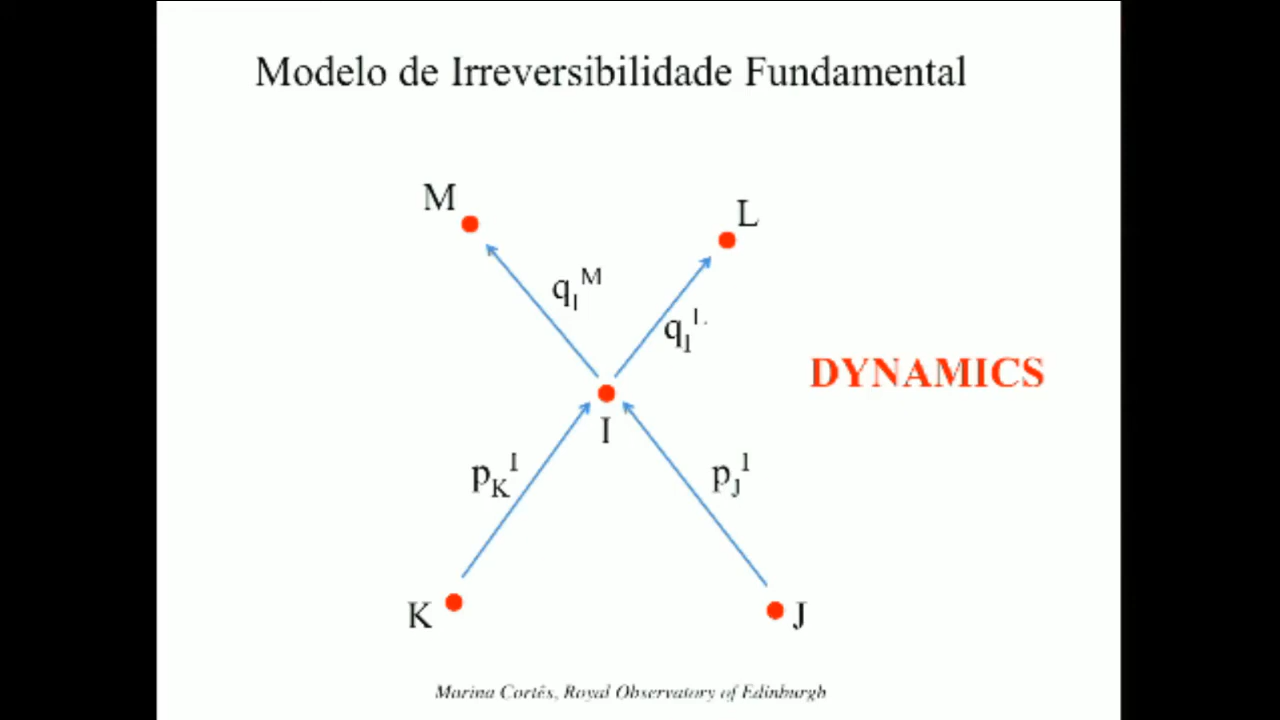 Modelo de Irreversibilidade Fundamental
M
L
q_I^M
q_I^L
DYNAMICS
I
p_K^I
p_J^I
K
J
Marina Cortês, Royal Observatory of Edinburgh